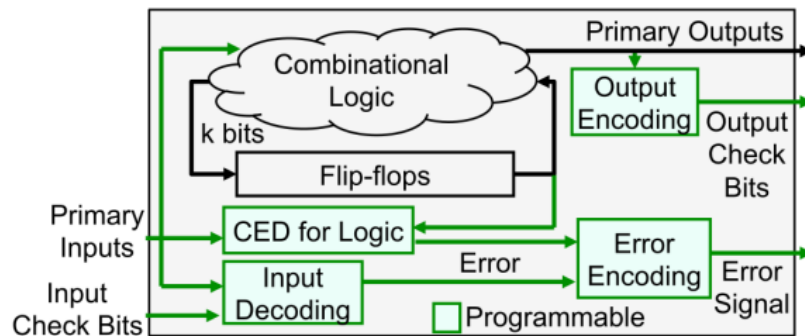 Primary Outputs
Combinational
Logic
Output
Encoding
Output
Check
Bits
k bits
Flip-flops
Primary
Inputs
CED for Logic
Error
Error
Encoding
Error
Signal
Input
Decoding
Input
Check Bits
Programmable